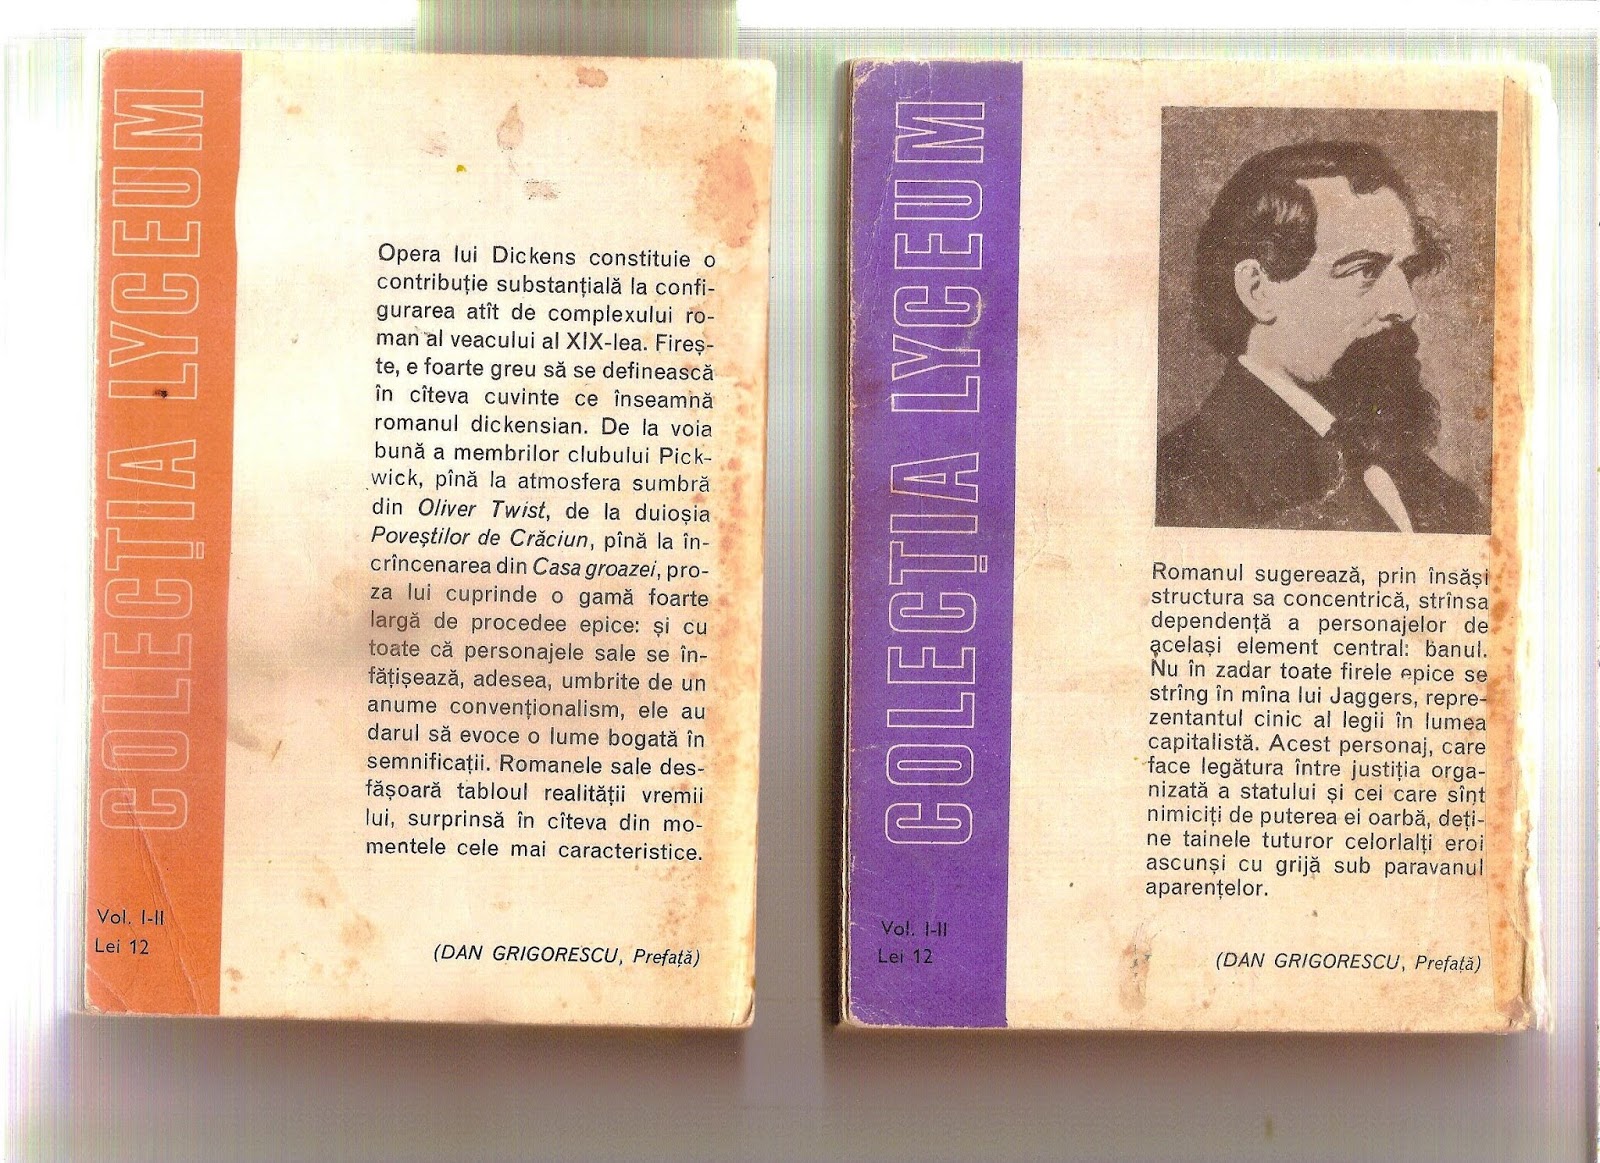 COLECȚIA LYCEUM
Opera lui Dickens constituie o
contribuție substanțială la confi-
gurarea atît de complexului ro-
man al veacului al XIX-lea. Fireș-
te, e foarte greu să se definească
în cîteva cuvinte ce înseamnă
romanul dickensian. De la voia
bună a membrilor clubului Pick-
wick, pînă la atmosfera sumbră
din Oliver Twist, de la duioșia
Poveștilor de Crăciun, pînă la în-
crîncenarea din Casa groazei, pro-
za lui cuprinde o gamă foarte
largă de procedee epice: și cu
toate că personajele sale se în-
fățișează, adesea, umbrite de un
anume convenționalism, ele au
darul să evoce o lume bogată în
semnificații. Romanele sale des-
fășoară tabloul realității vremii
lui, surprinsă în cîteva din mo-
mentele cele mai caracteristice.
(DAN GRIGORESCU, Prefață)
Vol. I-II
Lei 12
COLECȚIA LYCEUM
Romanul sugerează, prin însăși
structura sa concentrică, strînsa
dependență a personajelor de
același element central: banul.
Nu în zadar toate firele epice se
strîng în mîna lui Jaggers, repre-
zentantul cinic al legii în lumea
capitalistă. Acest personaj, care
face legătura între justiția orga-
nizată a statului și cei care sînt
nimiciți de puterea ei oarbă, deți-
ne tainele tuturor celorlalți eroi
ascunși cu grijă sub paravanul
aparențelor.
(DAN GRIGORESCU, Prefață)
Vol. I-II
Lei 12